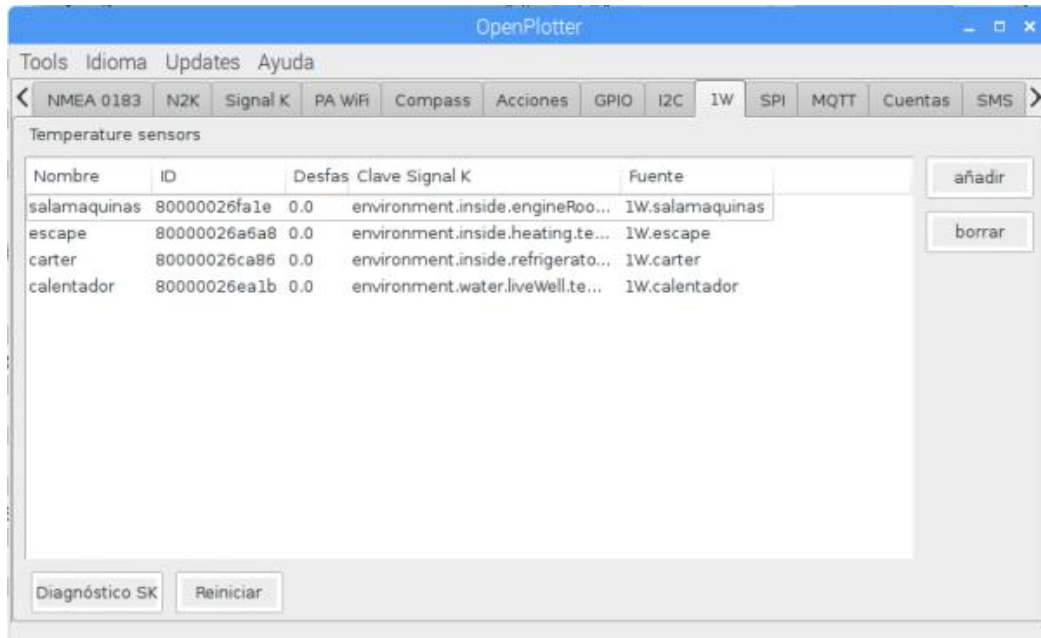 OpenPlotter
Tools Idioma Updates Ayuda
NMEA 0183 N2K Signal K PA WiFi Compass Acciones GPIO I2C 1W SPI MQTT Cuentas SMS
Temperature sensors
Nombre ID Desfas Clave Signal K Fuente
salamaquinas 80000026fa1e 0.0 environment.inside.engineRoo... 1W.salamaquinas
escape 80000026a6a8 0.0 environment.inside.heating.te... 1W.escape
carter 80000026ca86 0.0 environment.inside.refrigerato... 1W.carter
calentador 80000026ea1b 0.0 environment.water.liveWell.te... 1W.calentador
añadir
borrar
Diagnóstico SK Reiniciar